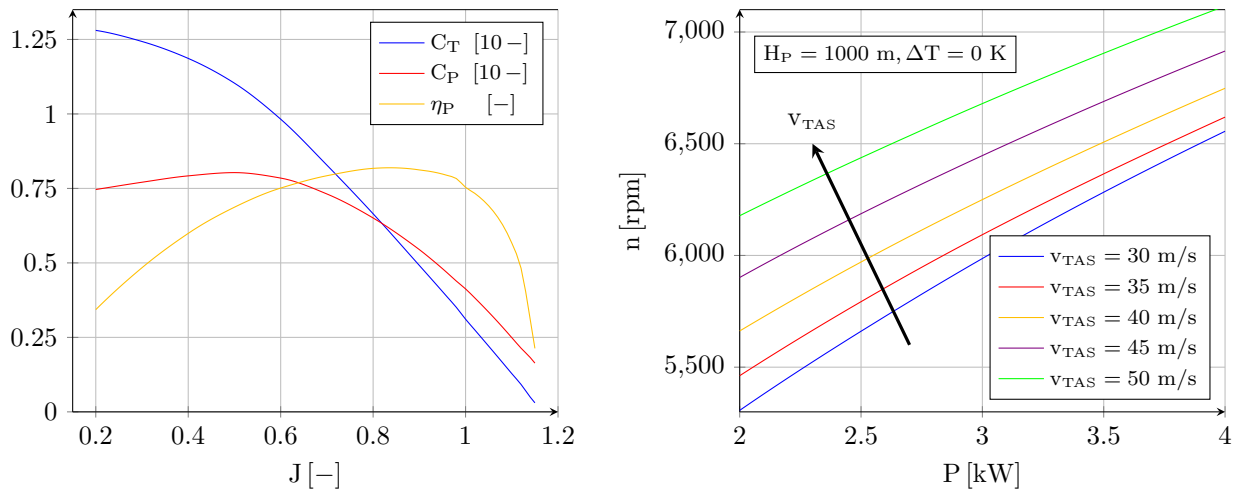 1.25
1
0.75
0.5
0.25
0
0.2 0.4 0.6 0.8 1 1.2
J [−]
C_T [10 −]
C_P [10 −]
η_P [−]
7,000
6,500
6,000
5,500
2 2.5 3 3.5 4
P [kW]
n [rpm]
H_P = 1000 m, ΔT = 0 K
v_TAS
v_TAS = 30 m/s
v_TAS = 35 m/s
v_TAS = 40 m/s
v_TAS = 45 m/s
v_TAS = 50 m/s